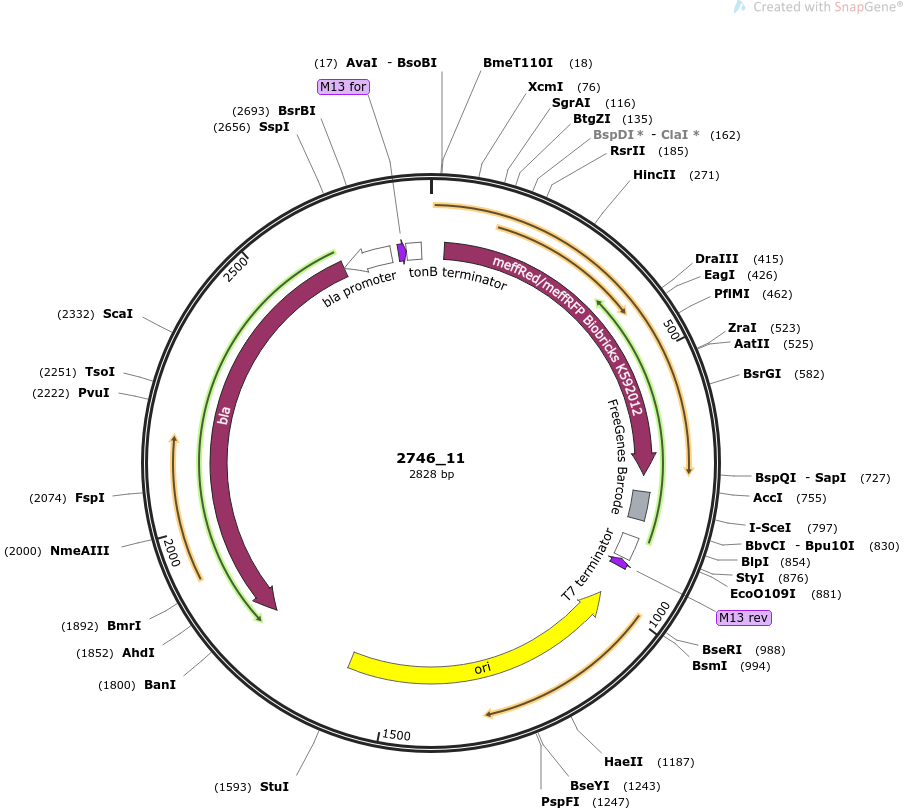 Created with SnapGene®
(17) AvaI - BsoBI
BmeT110I (18)
M13 for
XcmI (76)
SgrAI (116)
BtgZI (135)
BspDI * - ClaI * (162)
RsrII (185)
HincII (271)
(2693) BsrBI
(2656) SspI
2500
bla promoter
tonB terminator
meffRed/meffRFP Biobricks K592012
DraIII (415)
EagI (426)
PflMI (462)
500
ZraI (523)
AatII (525)
BsrGI (582)
(2332) ScaI
(2251) TsoI
(2222) PvuI
bla
FreeGenes Barcode
2746_11
2828 bp
BspQI - SapI (727)
AccI (755)
I-SceI (797)
BbvCI - Bpu10I (830)
BlpI (854)
StyI (876)
EcoO109I (881)
(2074) FspI
(2000) NmeAIII
2000
T7 terminator
1000
M13 rev
BseRI (988)
BsmI (994)
(1892) BmrI
(1852) AhdI
(1800) BanI
ori
1500
(1593) StuI
HaeII (1187)
BseYI (1243)
PspFI (1247)